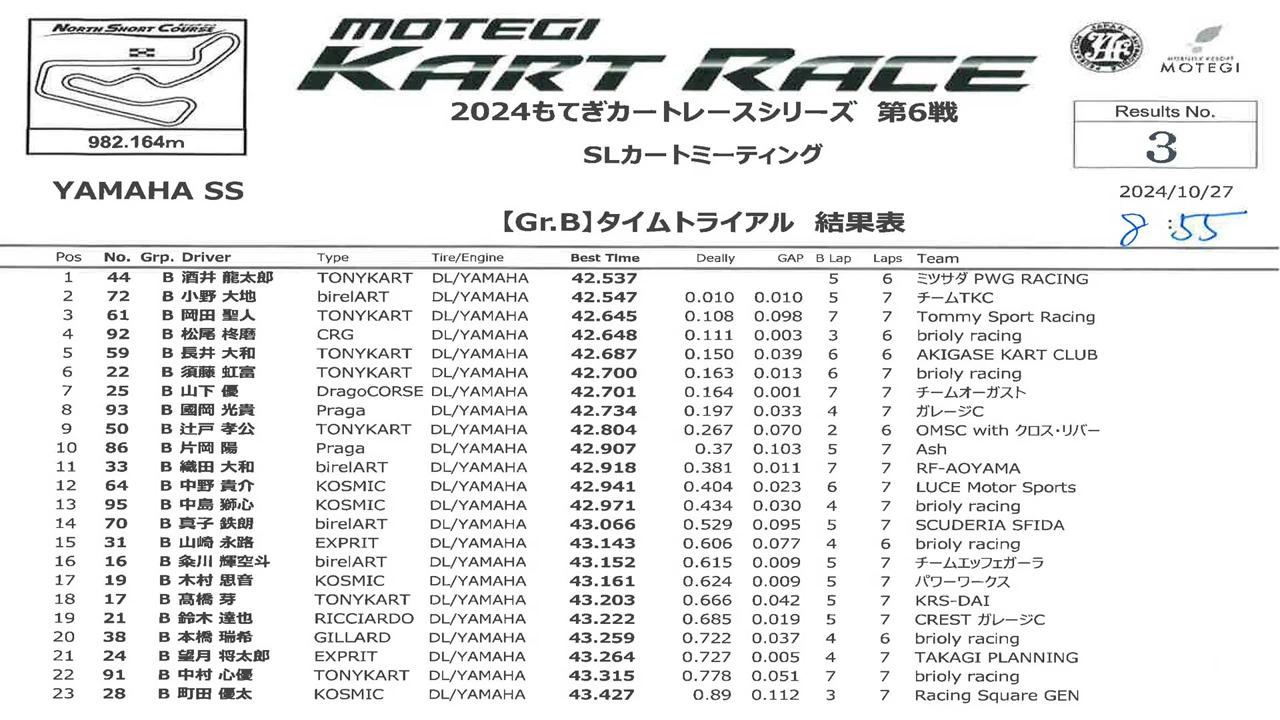 NORTH SHORT COURSE
982.164m
MOTEGI
KART RACE
2024もてぎカートレースシリーズ 第6戦
SLカートミーティング
MOBILITY RESORT
MOTEGI
Results No.
3
YAMAHA SS
2024/10/27
【Gr.B】タイムトライアル 結果表
8:55
Pos No. Grp. Driver Type Tire/Engine Best Time Deally GAP B Lap Laps Team
1 44 B 酒井 龍太郎 TONYKART DL/YAMAHA 42.537 5 6 ミツサダ PWG RACING
2 72 B 小野 大地 birelART DL/YAMAHA 42.547 0.010 0.010 5 7 チームTKC
3 61 B 岡田 聖人 TONYKART DL/YAMAHA 42.645 0.108 0.098 7 7 Tommy Sport Racing
4 92 B 松尾 柊磨 CRG DL/YAMAHA 42.648 0.111 0.003 3 6 brioly racing
5 59 B 長井 大和 TONYKART DL/YAMAHA 42.687 0.150 0.039 6 6 AKIGASE KART CLUB
6 22 B 須藤 虹富 TONYKART DL/YAMAHA 42.700 0.163 0.013 6 7 brioly racing
7 25 B 山下 優 DragoCORSE DL/YAMAHA 42.701 0.164 0.001 7 7 チームオーガスト
8 93 B 國岡 光貴 Praga DL/YAMAHA 42.734 0.197 0.033 4 7 ガレージC
9 50 B 辻戸 孝公 TONYKART DL/YAMAHA 42.804 0.267 0.070 2 6 OMSC with クロス・リバー
10 86 B 片岡 陽 Praga DL/YAMAHA 42.907 0.37 0.103 5 7 Ash
11 33 B 織田 大和 birelART DL/YAMAHA 42.918 0.381 0.011 7 7 RF-AOYAMA
12 64 B 中野 貴介 KOSMIC DL/YAMAHA 42.941 0.404 0.023 6 7 LUCE Motor Sports
13 95 B 中島 獅心 KOSMIC DL/YAMAHA 42.971 0.434 0.030 4 7 brioly racing
14 70 B 真子 鉄朗 birelART DL/YAMAHA 43.066 0.529 0.095 5 7 SCUDERIA SFIDA
15 31 B 山崎 永路 EXPRIT DL/YAMAHA 43.143 0.606 0.077 4 6 brioly racing
16 16 B 粂川 輝空斗 birelART DL/YAMAHA 43.152 0.615 0.009 5 7 チームエッフェガーラ
17 19 B 木村 思音 KOSMIC DL/YAMAHA 43.161 0.624 0.009 5 7 パワーワークス
18 17 B 髙橋 芽 TONYKART DL/YAMAHA 43.203 0.666 0.042 5 7 KRS-DAI
19 21 B 鈴木 達也 RICCIARDO DL/YAMAHA 43.222 0.685 0.019 5 7 CREST ガレージC
20 38 B 本橋 瑞希 GILLARD DL/YAMAHA 43.259 0.722 0.037 4 6 brioly racing
21 24 B 望月 将太郎 EXPRIT DL/YAMAHA 43.264 0.727 0.005 4 7 TAKAGI PLANNING
22 91 B 中村 心優 TONYKART DL/YAMAHA 43.315 0.778 0.051 7 7 brioly racing
23 28 B 町田 優太 KOSMIC DL/YAMAHA 43.427 0.89 0.112 3 7 Racing Square GEN